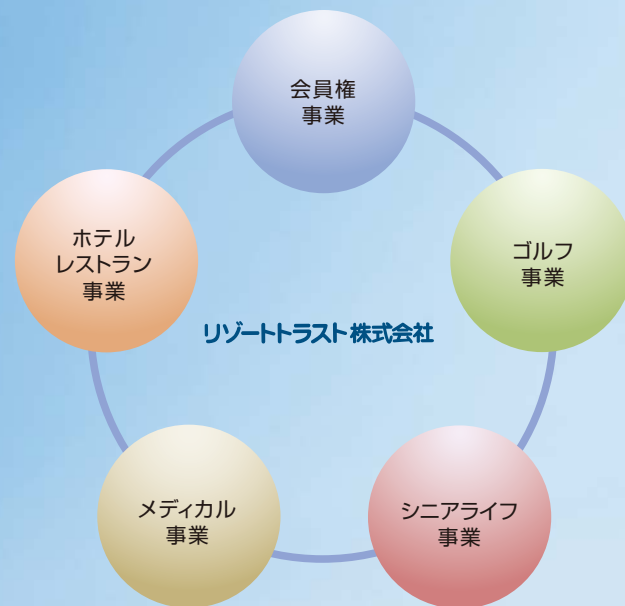 会員権
事業
ホテル
レストラン
事業
ゴルフ
事業
リゾートトラスト株式会社
メディカル
事業
シニアライフ
事業